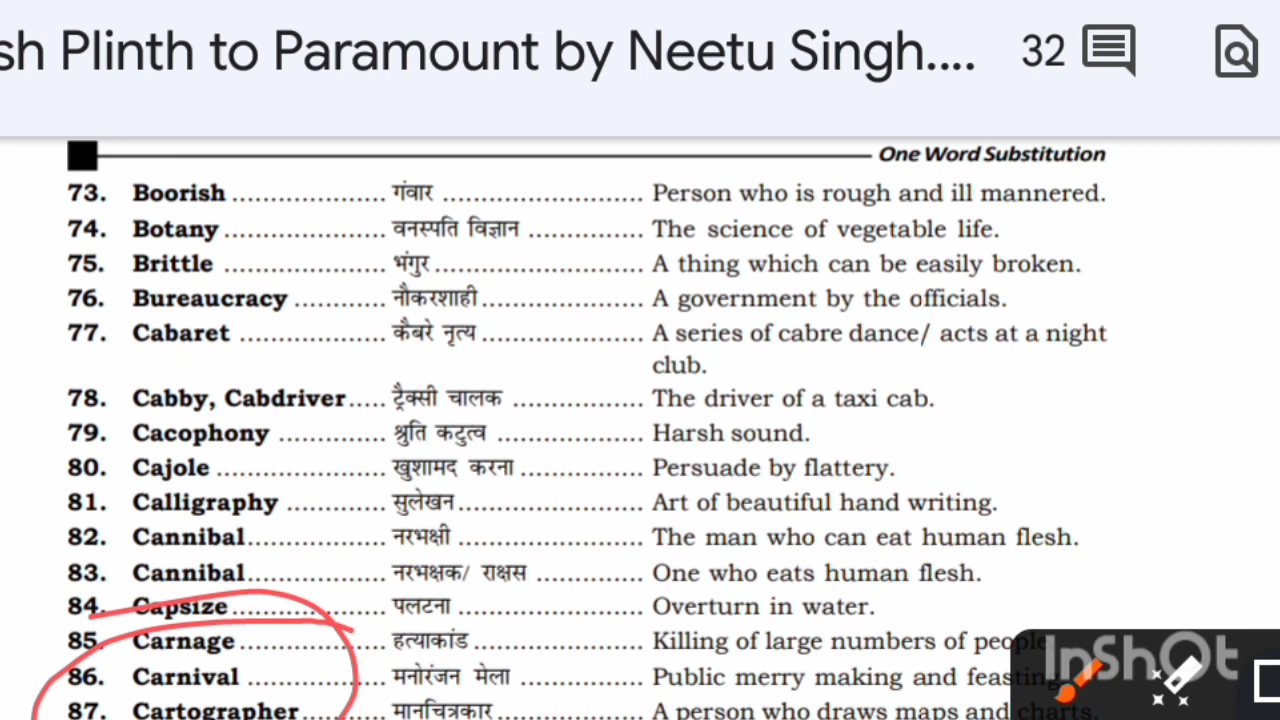 sh Plinth to Paramount by Neetu Singh.... 32
One Word Substitution
73. Boorish ..................... गंवार ........................... Person who is rough and ill mannered.
74. Botany ..................... वनस्पति विज्ञान ............... The science of vegetable life.
75. Brittle ..................... भंगुर ........................... A thing which can be easily broken.
76. Bureaucracy ............ नौकरशाही ..................... A government by the officials.
77. Cabaret ................... कैबरे नृत्य ..................... A series of cabre dance/ acts at a night
club.
78. Cabby, Cabdriver ..... ट्रैक्सी चालक ................. The driver of a taxi cab.
79. Cacophony .............. श्रुति कटुत्व ................... Harsh sound.
80. Cajole ...................... खुशामद करना ................ Persuade by flattery.
81. Calligraphy ............. सुलेखन ........................ Art of beautiful hand writing.
82. Cannibal .................. नरभक्षी ........................ The man who can eat human flesh.
83. Cannibal .................. नरभक्षक/ राक्षस .............. One who eats human flesh.
84. Capsize .................... पलटना ......................... Overturn in water.
85. Carnage ................... हत्याकांड ...................... Killing of large numbers of people
86. Carnival .................. मनोरंजन मेला ................. Public merry making and feasting.
87. Cartographer ........... मानचित्रकार ................... A person who draws maps and charts.
InShOt